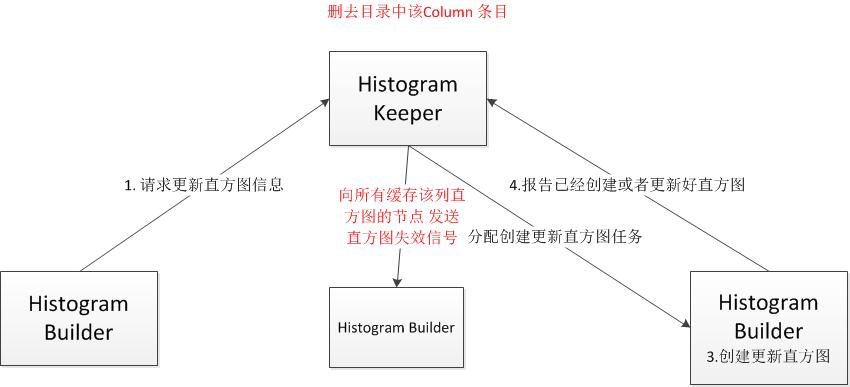 删去目录中该Column 条目
Histogram
Keeper
1. 请求更新直方图信息
4.报告已经创建或者更新好直方图
向所有缓存该列直
方图的节点 发送
直方图失效信号
分配创建更新直方图任务
Histogram
Builder
Histogram Builder
Histogram
Builder
3.创建更新直方图